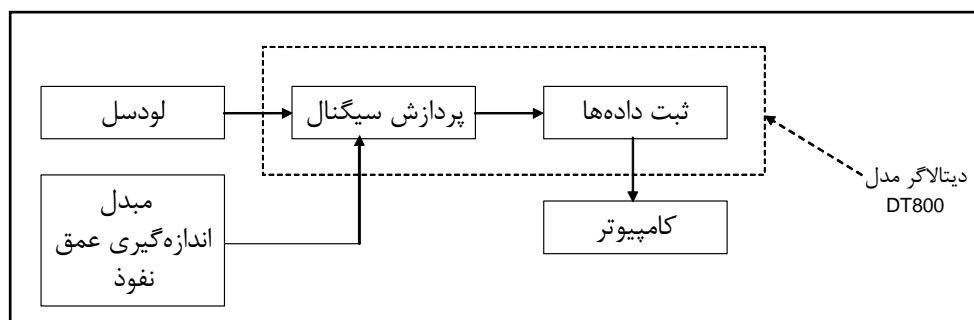 لودسل
پردازش سیگنال
ثبت داده‌ها
مبدل
اندازه‌گیری عمق
نفوذ
کامپیوتر
دیتالاگر مدل
DT800